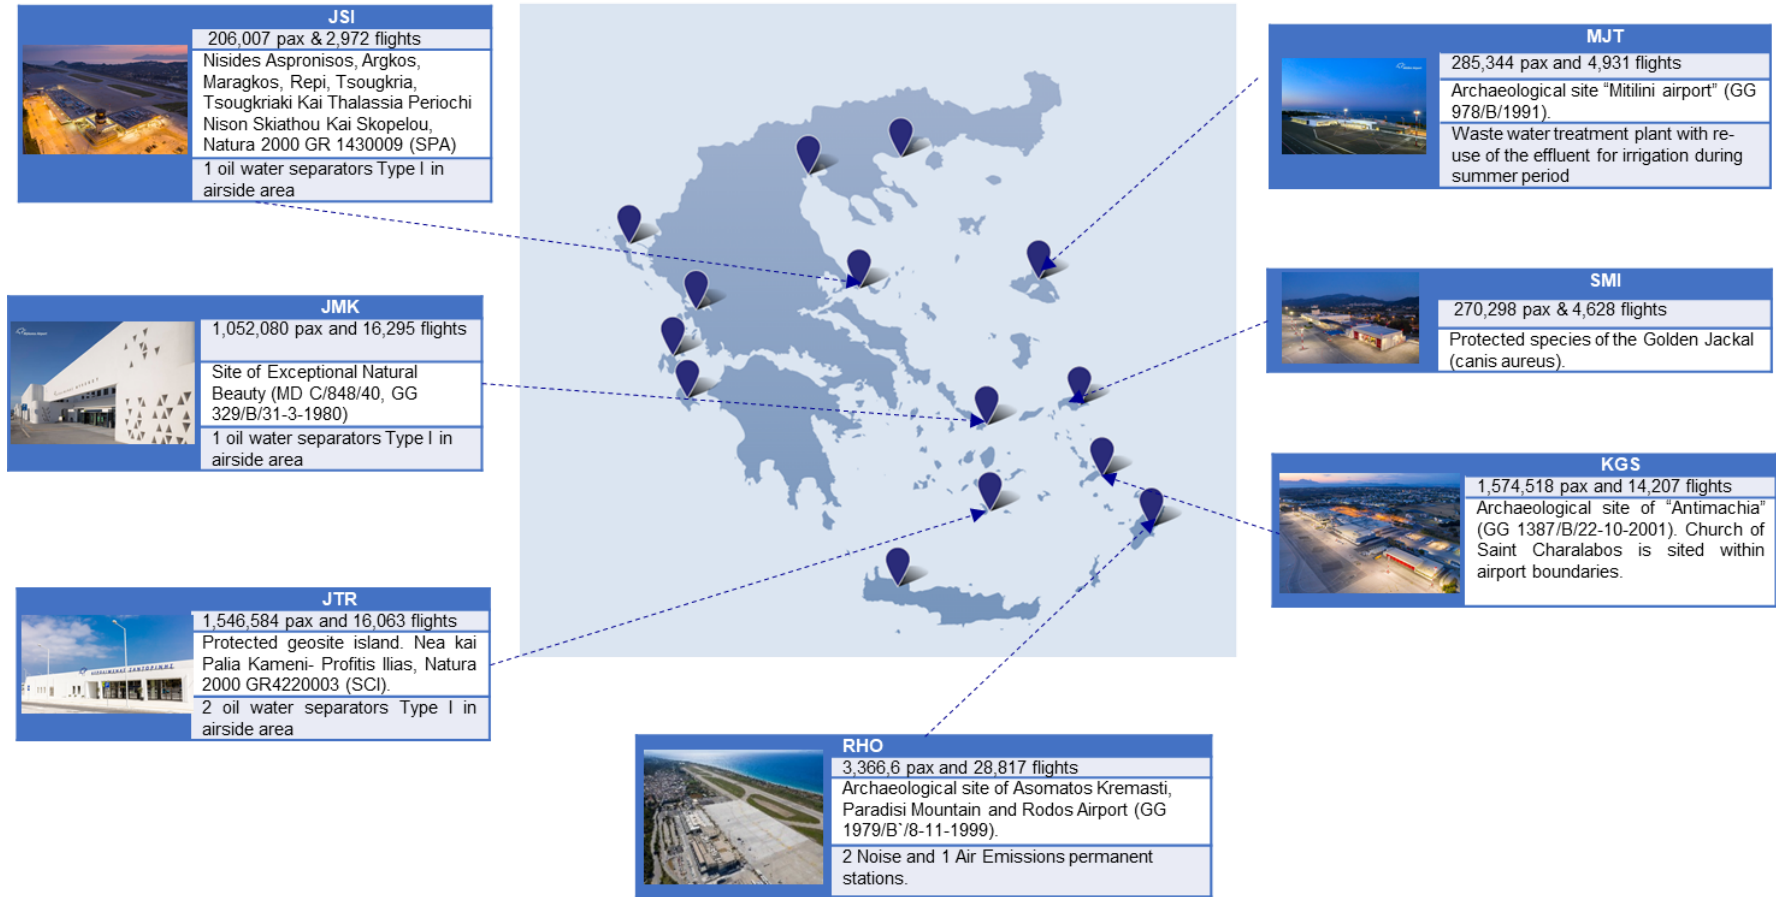 JSI
206,007 pax & 2,972 flights
Nisides Aspronisos, Argkos,
Maragkos, Repi, Tsougkria,
Tsougkriaki Kai Thalassia Periochi
Nison Skiathou Kai Skopelou,
Natura 2000 GR 1430009 (SPA)
1 oil water separators Type I in
airside area
MJT
285,344 pax and 4,931 flights
Archaeological site “Mitilini airport” (GG
978/B/1991).
Waste water treatment plant with re-
use of the effluent for irrigation during
summer period
JMK
1,052,080 pax and 16,295 flights
Site of Exceptional Natural
Beauty (MD C/848/40, GG
329/B/31-3-1980)
1 oil water separators Type I in
airside area
SMI
270,298 pax & 4,628 flights
Protected species of the Golden Jackal
(canis aureus).
KGS
1,574,518 pax and 14,207 flights
Archaeological site of “Antimachia”
(GG 1387/B/22-10-2001). Church of
Saint Charalabos is sited within
airport boundaries.
JTR
1,546,584 pax and 16,063 flights
Protected geosite island. Nea kai
Palia Kameni- Profitis Ilias, Natura
2000 GR4220003 (SCI).
2 oil water separators Type I in
airside area
RHO
3,366,6 pax and 28,817 flights
Archaeological site of Asomatos Kremasti,
Paradisi Mountain and Rodos Airport (GG
1979/B`/8-11-1999).
2 Noise and 1 Air Emissions permanent
stations.